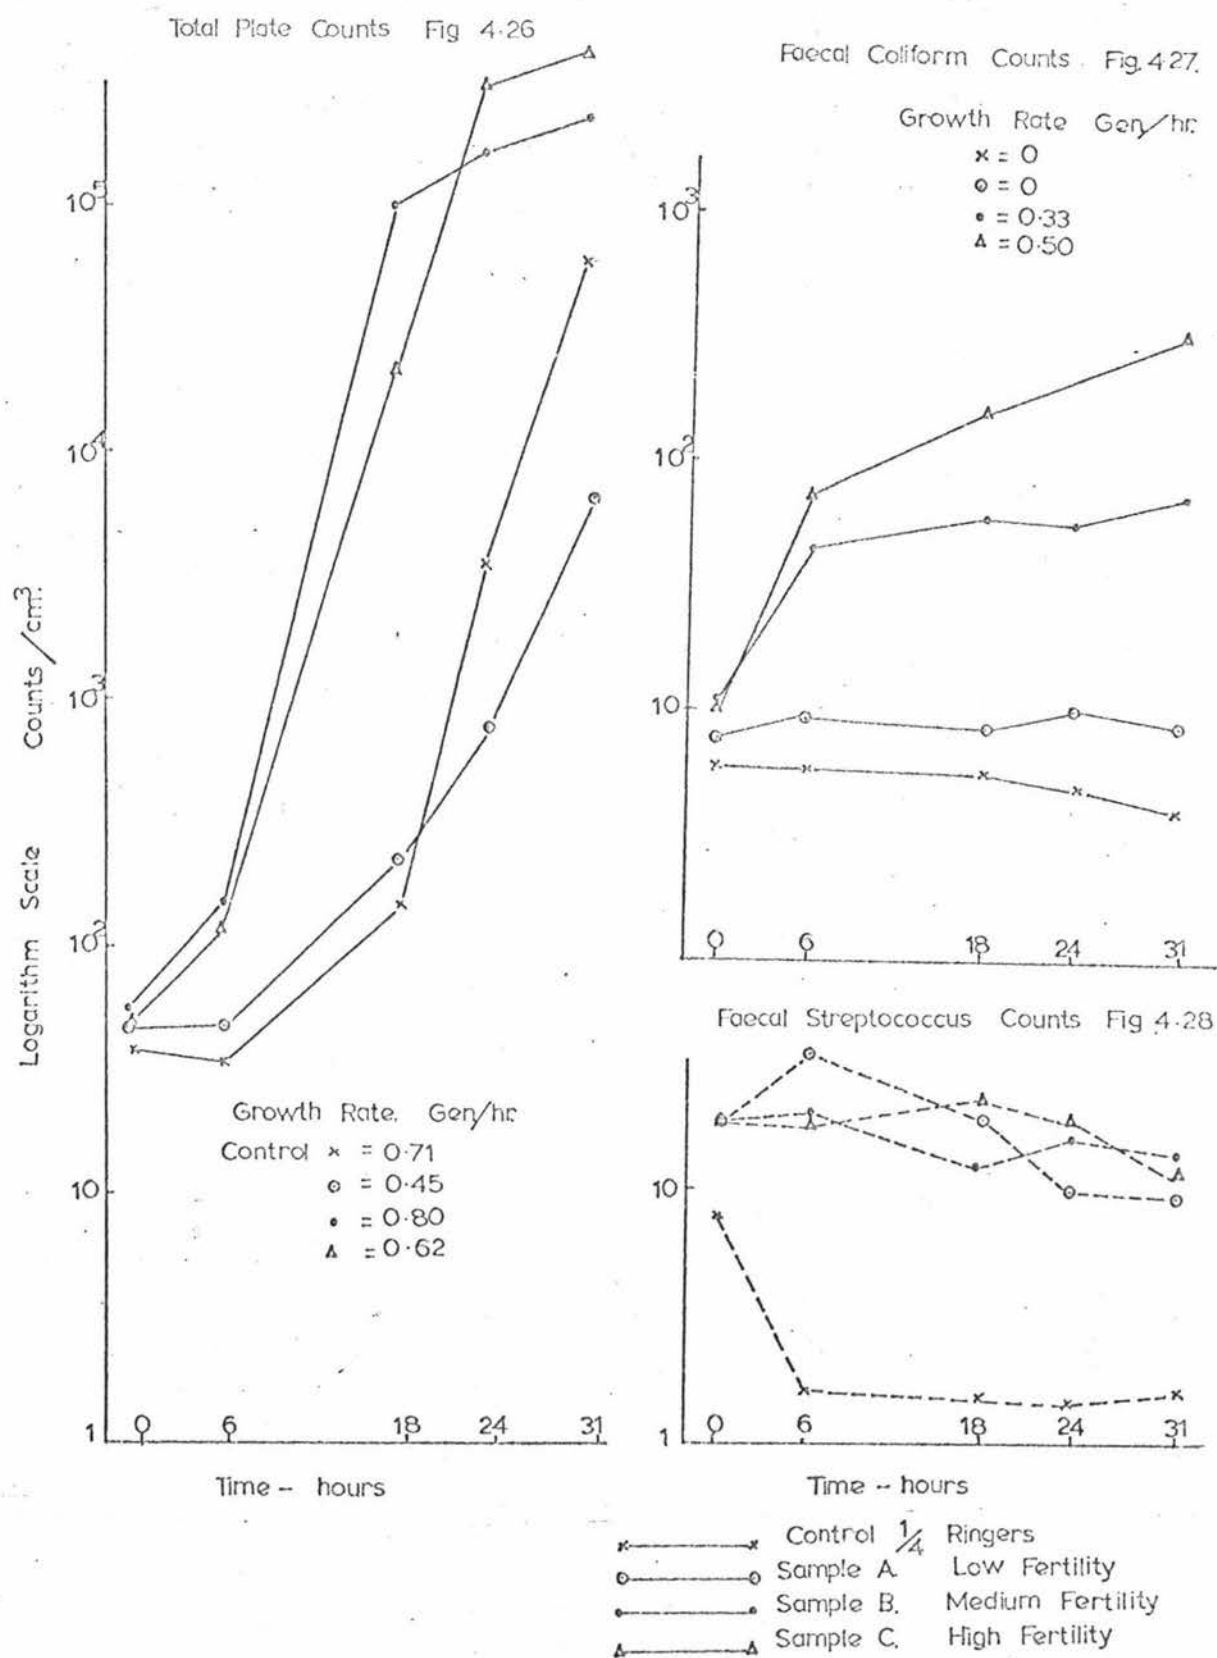 Total Plate Counts Fig 4.26
10⁵
10⁴
10³
10²
10
1
Logarithm Scale Counts/cm³.
Growth Rate. Gen/hr.
Control × = 0.71
⊙ = 0.45
• = 0.80
△ = 0.62
0 6 18 24 31
Time - hours
Faecal Coliform Counts. Fig. 4.27.
Growth Rate Gen/hr.
× = 0
⊙ = 0
• = 0.33
△ = 0.50
10³
10²
10
0 6 18 24 31
Faecal Streptococcus Counts Fig 4.28
10
1
0 6 18 24 31
Time - hours
×——× Control 1/4 Ringers
⊙——⊙ Sample A. Low Fertility
•——• Sample B. Medium Fertility
△——△ Sample C. High Fertility